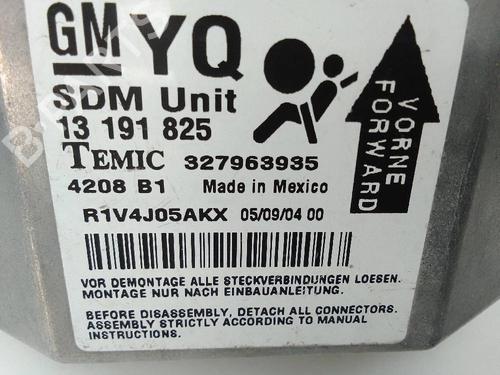 GM YQ
SDM Unit
13 191 825
TEMIC 327963935
4208 B1 Made in Mexico
R1V4J05AKX 05/09/04 00
VORNE
FORWARD
VOR DEMONTAGE ALLE STECKVERBINDUNGEN LOESEN.
MONTAGE NUR NACH EINBAUANLEITUNG.
BEFORE DISASSEMBLY, DETACH ALL CONNECTORS.
ASSEMBLY STRICTLY ACCORDING TO MANUAL
INSTRUCTIONS.